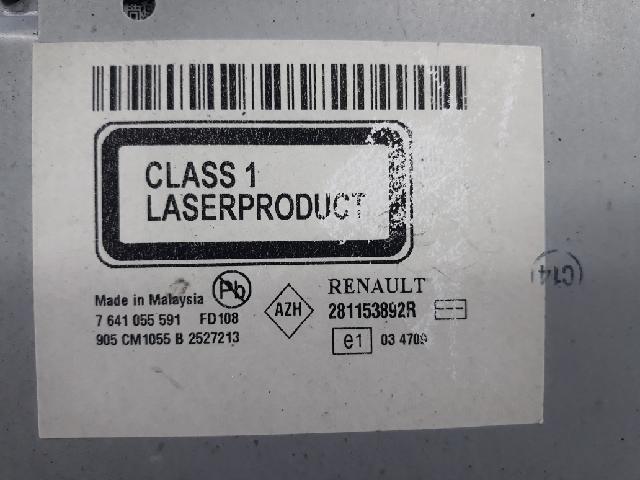 CLASS 1
LASERPRODUCT
Made in Malaysia Pb
7 641 055 591 FD108
905 CM1055 B 2527213
AZH
RENAULT
281153892R
e1 03 4709
C14